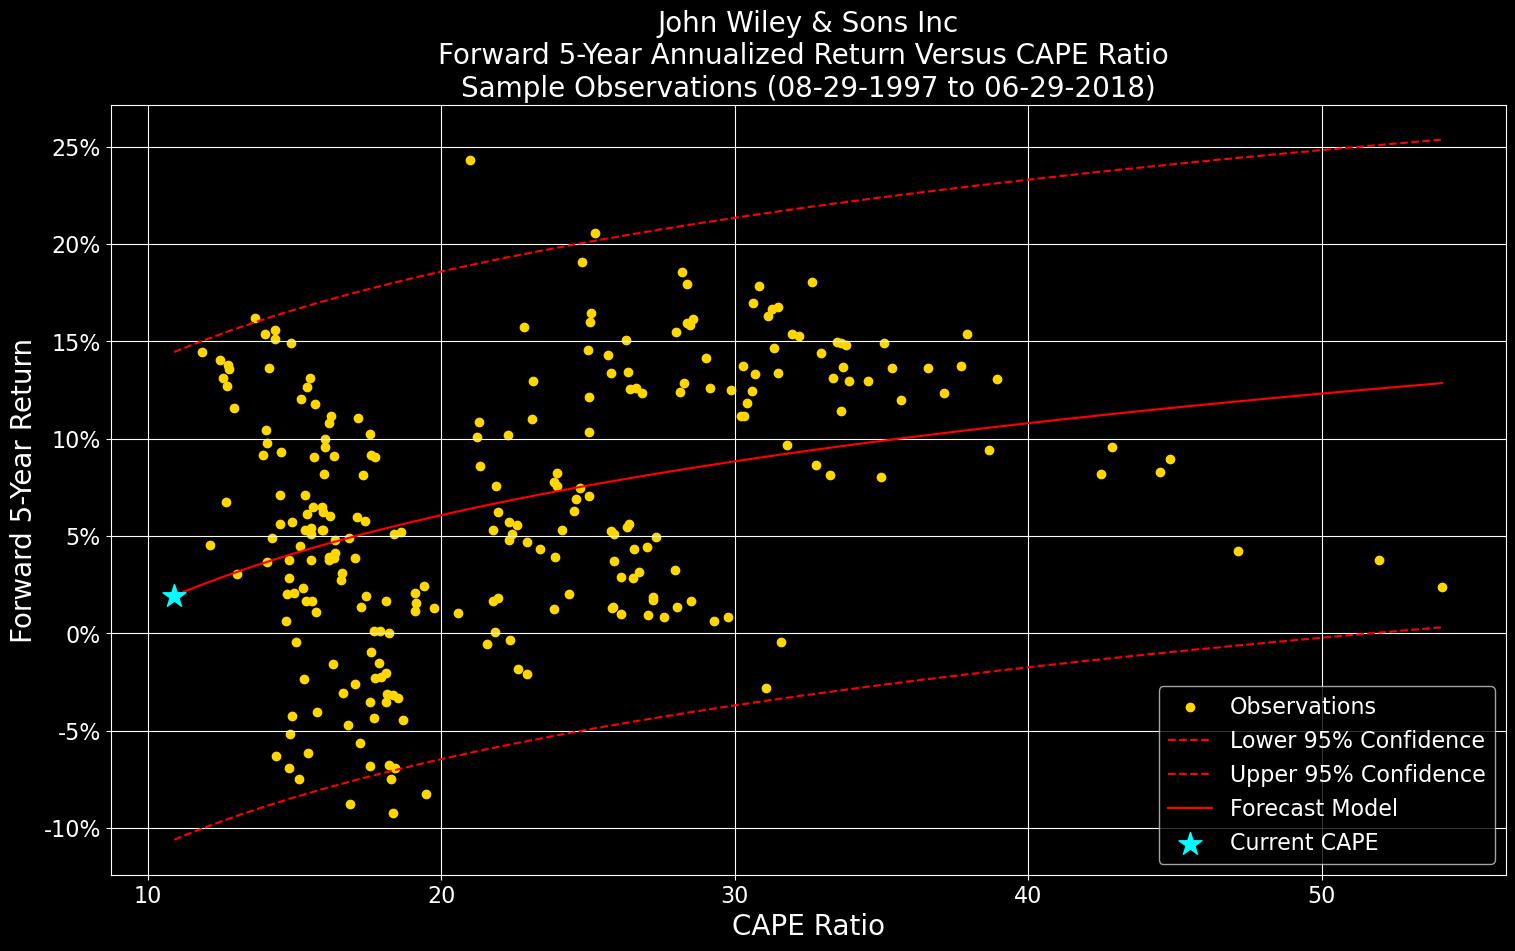 John Wiley & Sons Inc
Forward 5-Year Annualized Return Versus CAPE Ratio
Sample Observations (08-29-1997 to 06-29-2018)
Forward 5-Year Return
25%
20%
15%
10%
5%
0%
-5%
-10%
10 20 30 40 50
CAPE Ratio
Observations
Lower 95% Confidence
Upper 95% Confidence
Forecast Model
Current CAPE